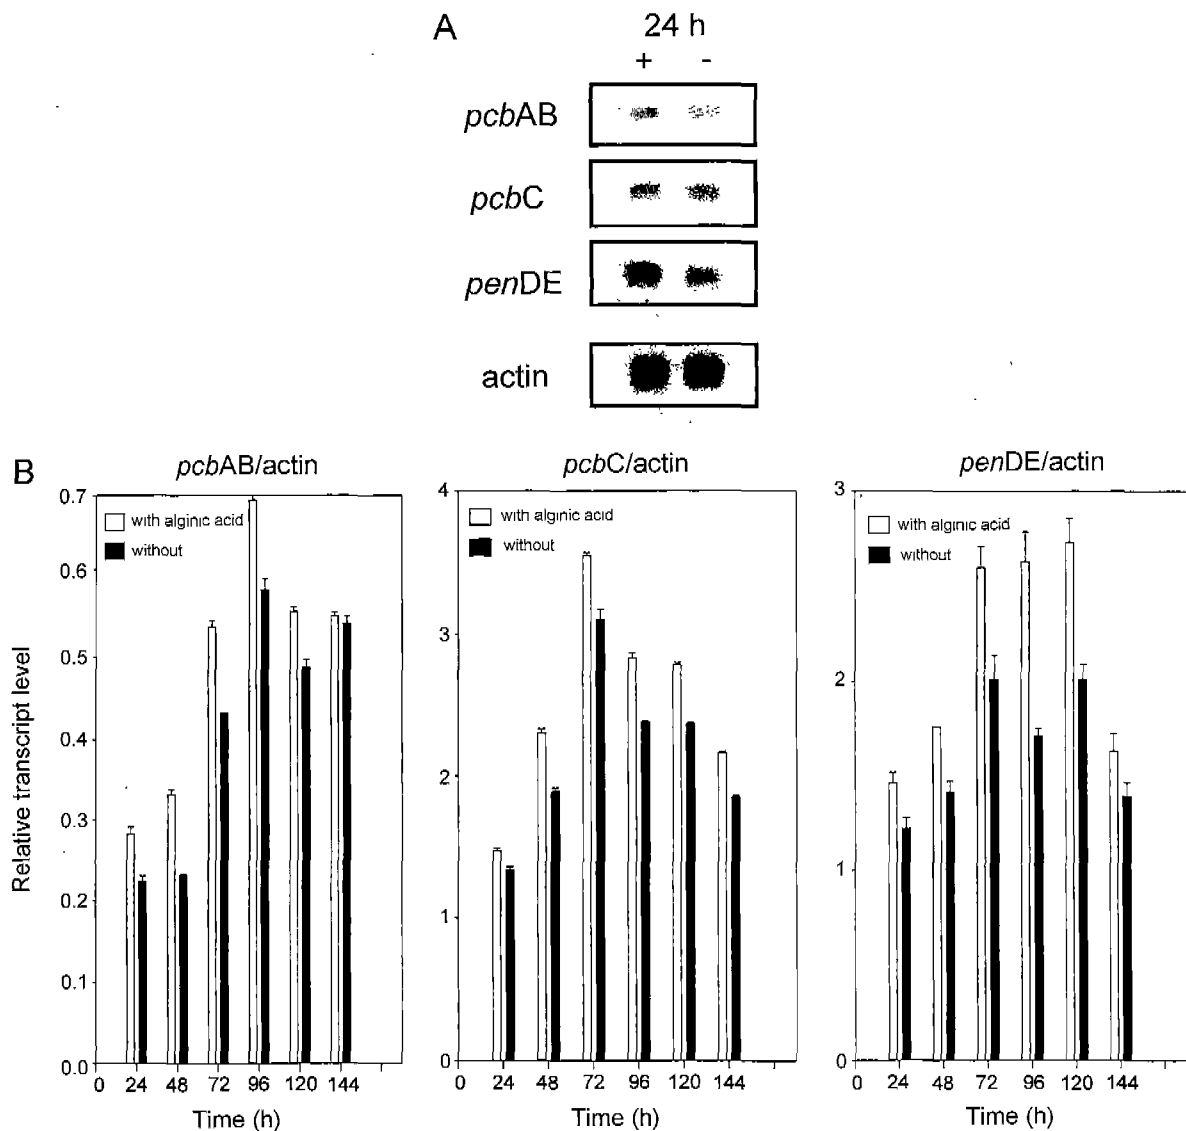 A
24 h
+ -
pcbAB
pcbC
penDE
actin
B
pcbAB/actin
Relative transcript level
0.7
0.6
0.5
0.4
0.3
0.2
0.1
0.0
with alginic acid
without
0 24 48 72 96 120 144
Time (h)
pcbC/actin
4
3
2
1
0
with alginic acid
without
0 24 48 72 96 120 144
Time (h)
penDE/actin
3
2
1
0
with alginic acid
without
0 24 48 72 96 120 144
Time (h)